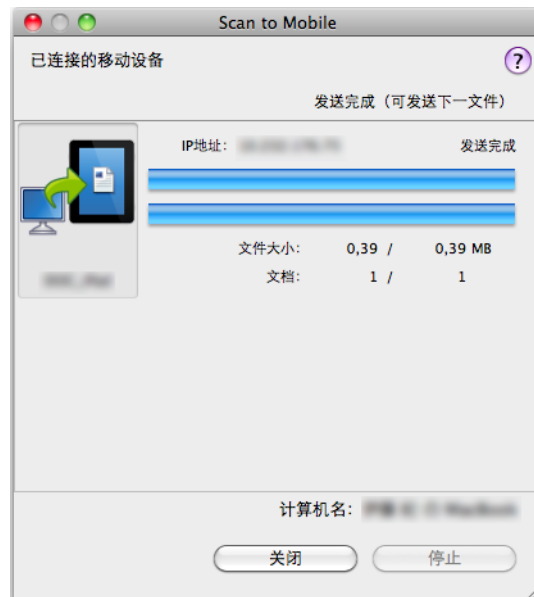 Scan to Mobile
已连接的移动设备 ?
发送完成（可发送下一文件）
IP地址： 发送完成
文件大小： 0,39 / 0,39 MB
文档： 1 / 1
计算机名：
关闭 停止